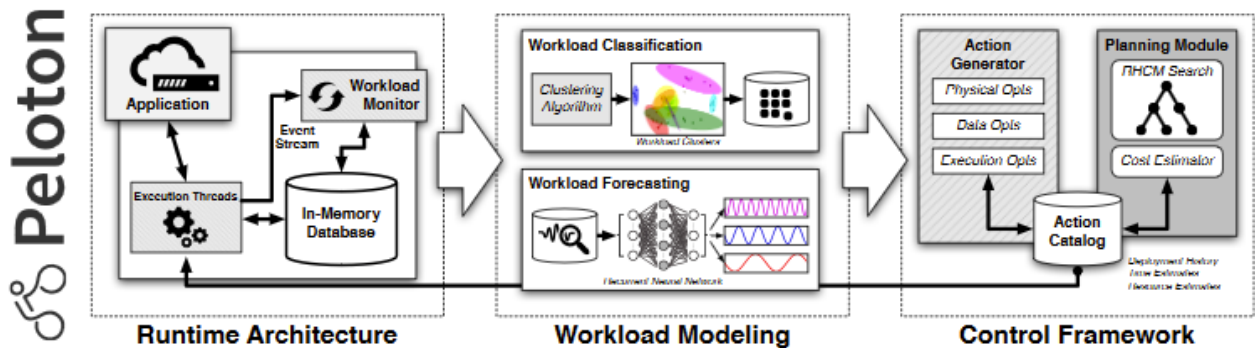 Peloton
Application
Workload
Monitor
Event
Stream
Execution Threads
In-Memory
Database
Runtime Architecture
Workload Classification
Clustering
Algorithm
Workload Clusters
Workload Forecasting
Recurrent Neural Network
Workload Modeling
Action
Generator
Physical Opts
Data Opts
Execution Opts
Planning Module
RHCM Search
Cost Estimator
Action
Catalog
Deployment History
Time Estimates
Resource Estimates
Control Framework